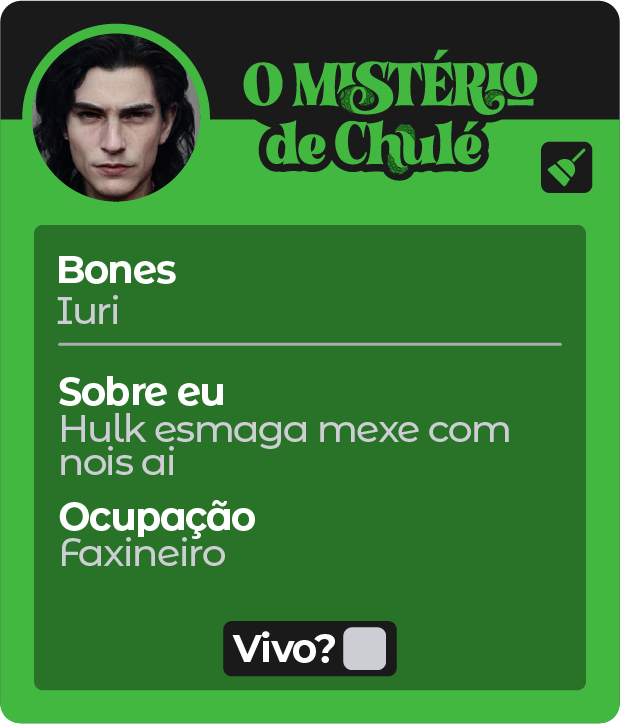 O MISTÉRIO
de Chulé
Bones
Iuri
Sobre eu
Hulk esmaga mexe com
nois ai
Ocupação
Faxineiro
Vivo?